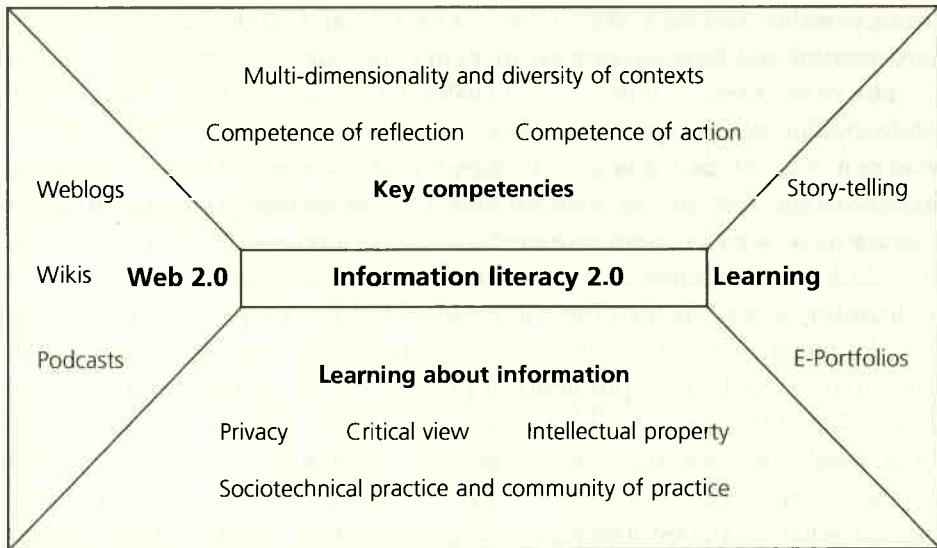 Multi-dimensionality and diversity of contexts
Competence of reflection Competence of action
Weblogs Key competencies Story-telling
Wikis Web 2.0 Information literacy 2.0 Learning
Podcasts E-Portfolios
Learning about information
Privacy Critical view Intellectual property
Sociotechnical practice and community of practice